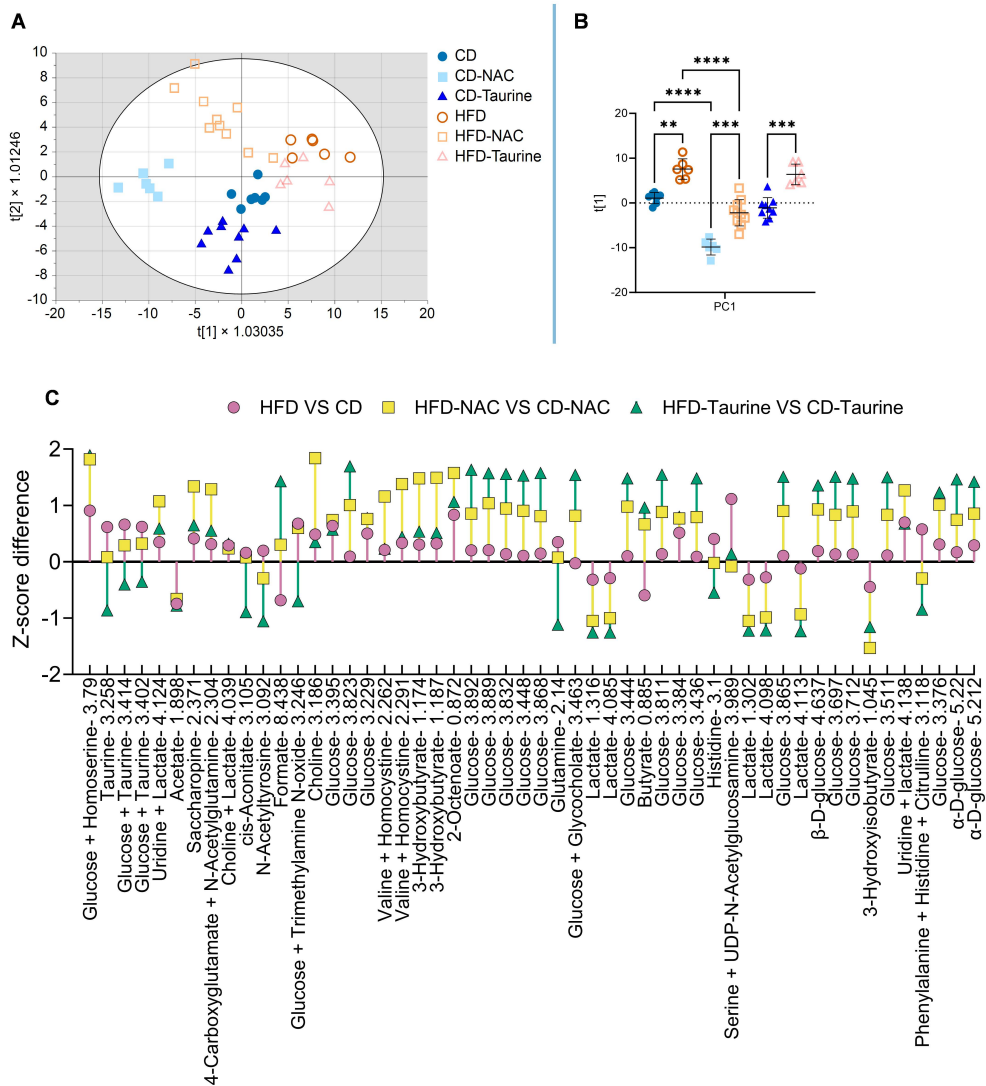 A
10
8
6
4
2
0
-2
-4
-6
-8
-10
t[2] × 1.01246
-20
-15
-10
-5
0
5
10
15
20
t[1] × 1.03035
CD
CD-NAC
CD-Taurine
HFD
HFD-NAC
HFD-Taurine
B
****
****
**
***
***
20
10
0
-10
-20
t[1]
PC1
C
HFD VS CD
HFD-NAC VS CD-NAC
HFD-Taurine VS CD-Taurine
2
1
0
-1
-2
Z-score difference
Glucose + Homoserine- 3.79
Taurine- 3.258
Glucose + Taurine- 3.414
Glucose + Taurine- 3.402
Uridine + Lactate- 4.124
Acetate- 1.898
Saccharopine- 2.371
4-Carboxyglutamate + N-Acetylglutamine- 2.304
Choline + Lactate- 4.039
cis-Aconitate- 3.105
N-Acetyltyrosine- 3.092
Formate- 8.438
Glucose + Trimethylamine N-oxide- 3.246
Choline- 3.186
Glucose- 3.395
Glucose- 3.823
Glucose- 3.229
Valine + Homocystine- 2.262
Valine + Homocystine- 2.291
3-Hydroxybutyrate- 1.174
3-Hydroxybutyrate- 1.187
2-Octenoate- 0.872
Glucose- 3.892
Glucose- 3.889
Glucose- 3.832
Glucose- 3.448
Glucose- 3.868
Glutamine- 2.14
Glucose + Glycocholate- 3.463
Lactate- 1.316
Lactate- 4.085
Glucose- 3.444
Butyrate- 0.885
Glucose- 3.811
Glucose- 3.384
Glucose- 3.436
Histidine- 3.1
Serine + UDP-N-Acetylglucosamine- 3.989
Lactate- 1.302
Lactate- 4.098
Glucose- 3.865
Lactate- 4.113
β-D-glucose- 4.637
Glucose- 3.697
Glucose- 3.712
3-Hydroxyisobutyrate- 1.045
Glucose- 3.511
Uridine + lactate- 4.138
Phenylalanine + Histidine + Citrulline- 3.118
Glucose- 3.376
α-D-glucose- 5.22
α-D-glucose- 5.212